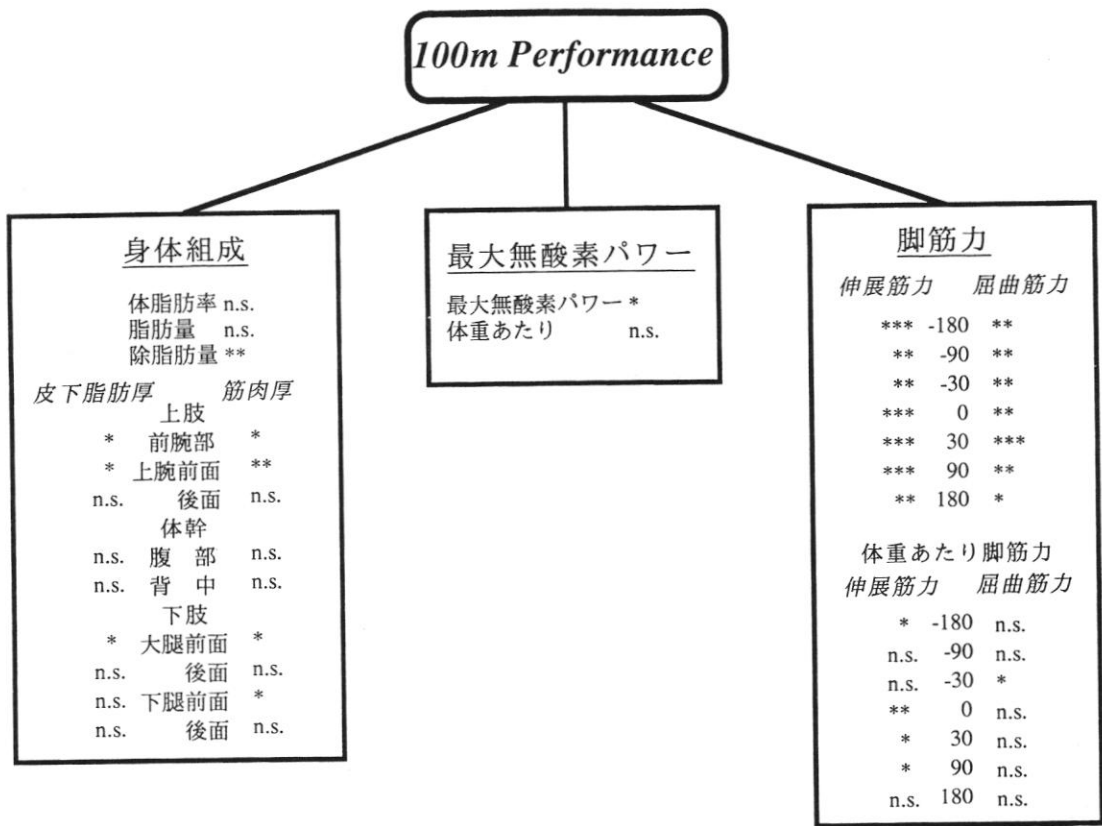 100m Performance
身体組成
体脂肪率 n.s.
脂肪量 n.s.
除脂肪量 **
皮下脂肪厚 筋肉厚
上肢
* 前腕部 *
* 上腕前面 **
n.s. 後面 n.s.
体幹
n.s. 腹 部 n.s.
n.s. 背 中 n.s.
下肢
* 大腿前面 *
n.s. 後面 n.s.
n.s. 下腿前面 *
n.s. 後面 n.s.
最大無酸素パワー
最大無酸素パワー *
体重あたり n.s.
脚筋力
伸展筋力 屈曲筋力
*** -180 **
** -90 **
** -30 **
*** 0 **
*** 30 ***
*** 90 **
** 180 *
体重あたり脚筋力
伸展筋力 屈曲筋力
* -180 n.s.
n.s. -90 n.s.
n.s. -30 *
** 0 n.s.
* 30 n.s.
* 90 n.s.
n.s. 180 n.s.